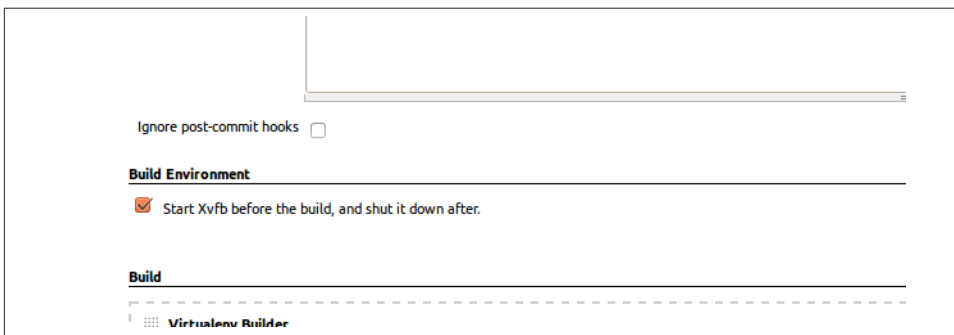 Ignore post-commit hooks
Build Environment
Start Xvfb before the build, and shut it down after.
Build
Virtualenv Builder